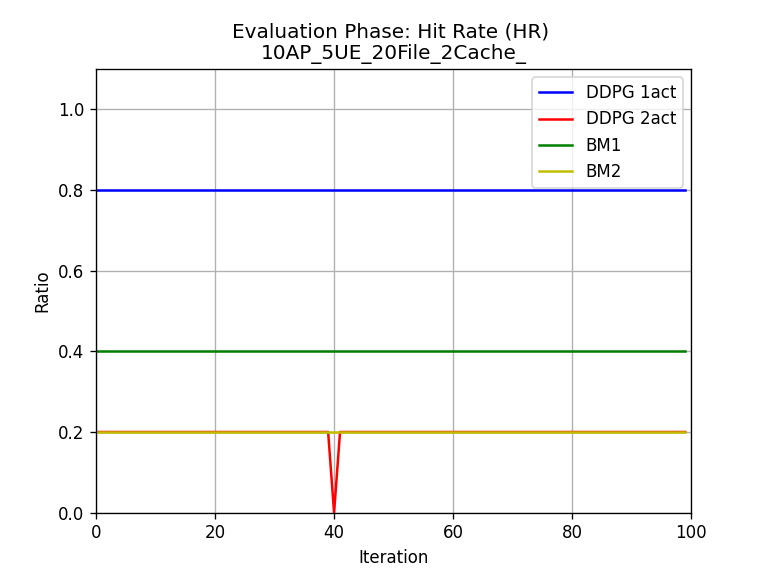 Evaluation Phase: Hit Rate (HR)
10AP_5UE_20File_2Cache_
DDPG 1act
DDPG 2act
BM1
BM2
Ratio
1.0
0.8
0.6
0.4
0.2
0.0
0 20 40 60 80 100
Iteration